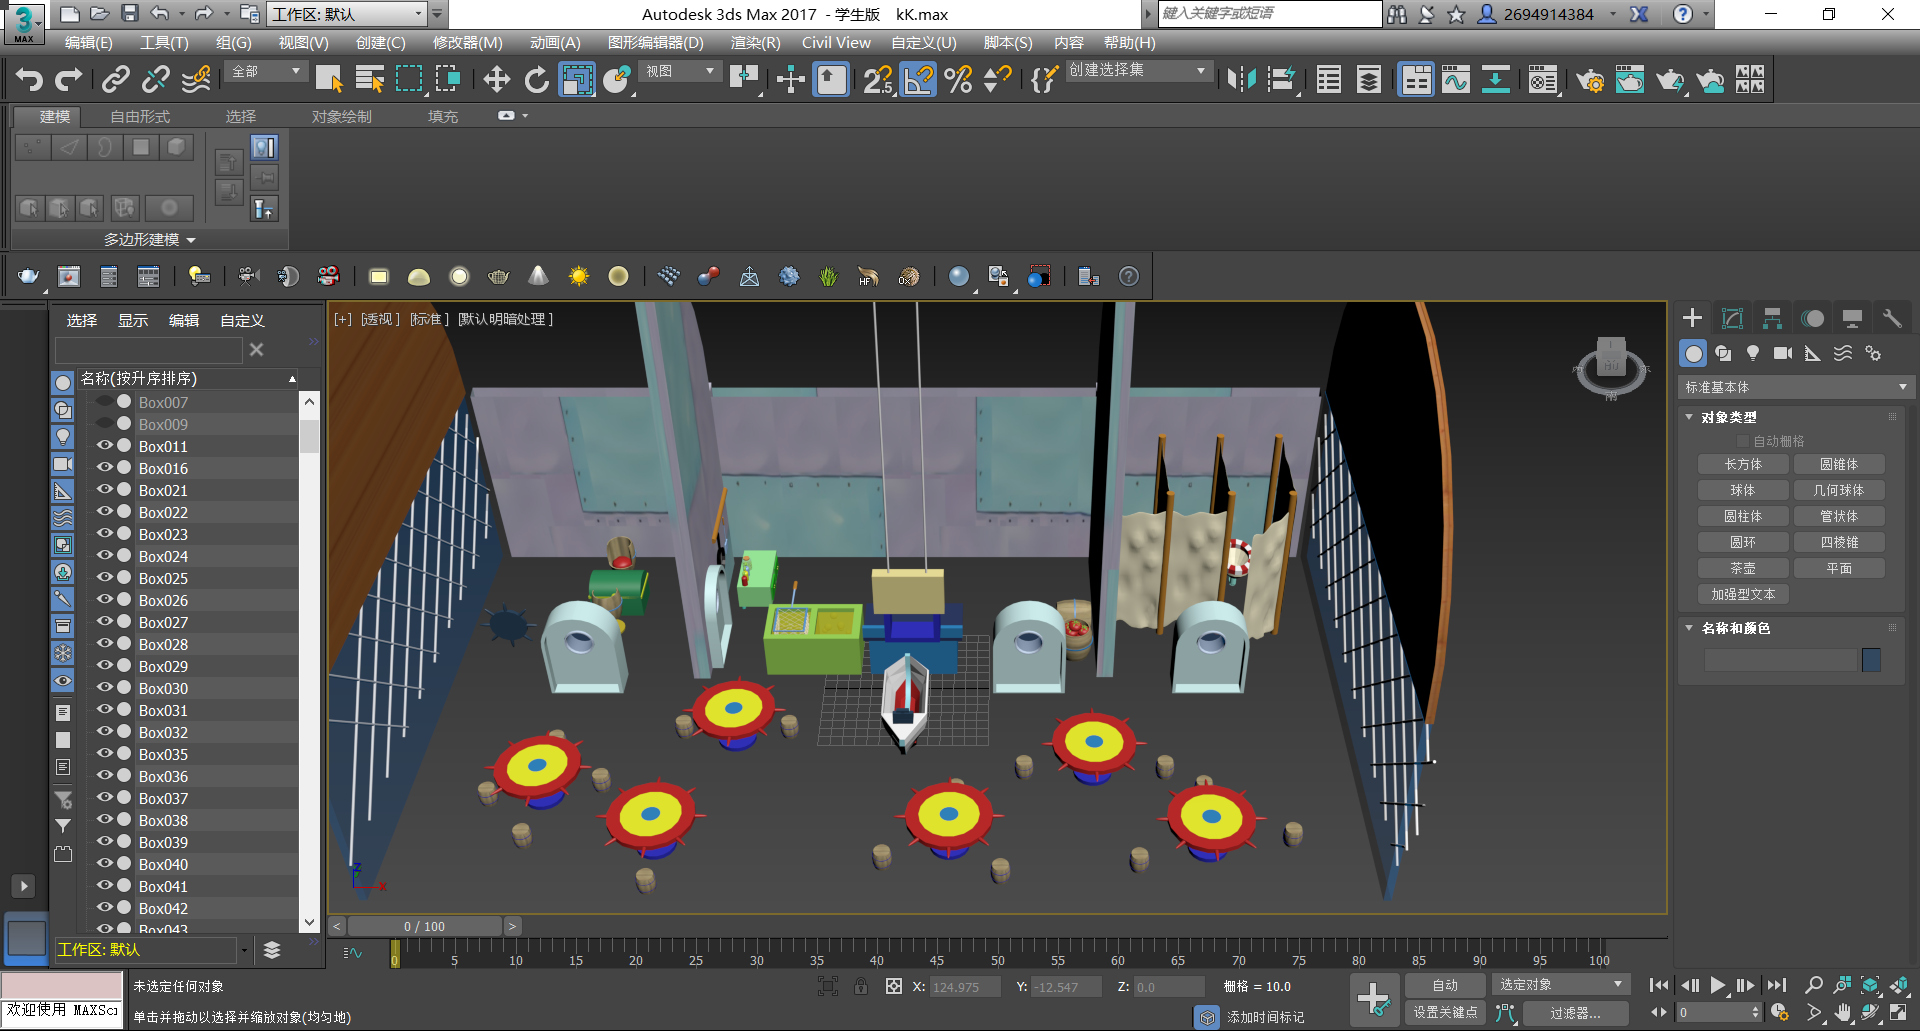 3
MAX
工作区: 默认
Autodesk 3ds Max 2017 - 学生版 kK.max
键入关键字或短语
2694914384
编辑(E) 工具(T) 组(G) 视图(V) 创建(C) 修改器(M) 动画(A) 图形编辑器(D) 渲染(R) Civil View 自定义(U) 脚本(S) 内容 帮助(H)
全部
视图
2.5
创建选择集
建模 自由形式 选择 对象绘制 填充
多边形建模
HF
选择 显示 编辑 自定义
名称(按升序排序)
Box007
Box009
Box011
Box016
Box021
Box022
Box023
Box024
Box025
Box026
Box027
Box028
Box029
Box030
Box031
Box032
Box035
Box036
Box037
Box038
Box039
Box040
Box041
Box042
Box043
工作区: 默认
[+] [透视 ] [标准 ] [默认明暗处理 ]
Z
X
标准基本体
对象类型
自动栅格
长方体 圆锥体
球体 几何球体
圆柱体 管状体
圆环 四棱锥
茶壶 平面
加强型文本
名称和颜色
< 0 / 100 >
0 5 10 15 20 25 30 35 40 45 50 55 60 65 70 75 80 85 90 95 100
未选定任何对象
X: 124.975 Y: -12.547 Z: 0.0 栅格 = 10.0
自动 选定对象
欢迎使用 MAXSc
单击并拖动以选择并缩放对象(均匀地)
添加时间标记
设置关键点 过滤器...
0